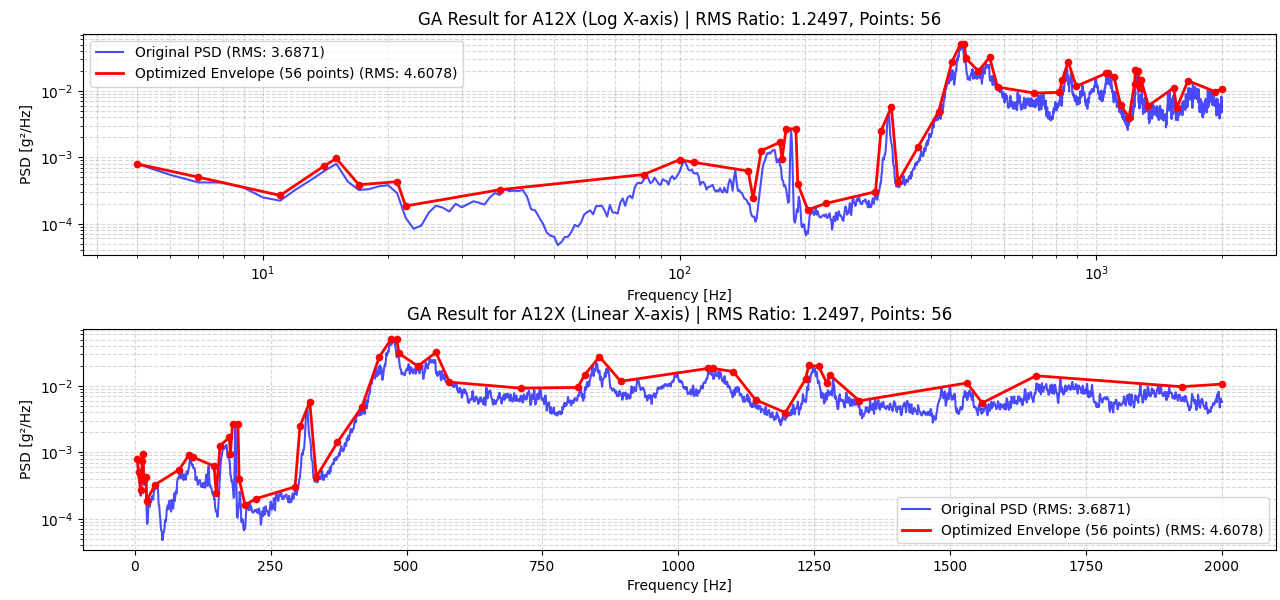 GA Result for A12X (Log X-axis) | RMS Ratio: 1.2497, Points: 56
Original PSD (RMS: 3.6871)
Optimized Envelope (56 points) (RMS: 4.6078)
PSD [g²/Hz]
10⁻²
10⁻³
10⁻⁴
10¹ 10² 10³
Frequency [Hz]
GA Result for A12X (Linear X-axis) | RMS Ratio: 1.2497, Points: 56
PSD [g²/Hz]
10⁻²
10⁻³
10⁻⁴
Original PSD (RMS: 3.6871)
Optimized Envelope (56 points) (RMS: 4.6078)
0 250 500 750 1000 1250 1500 1750 2000
Frequency [Hz]